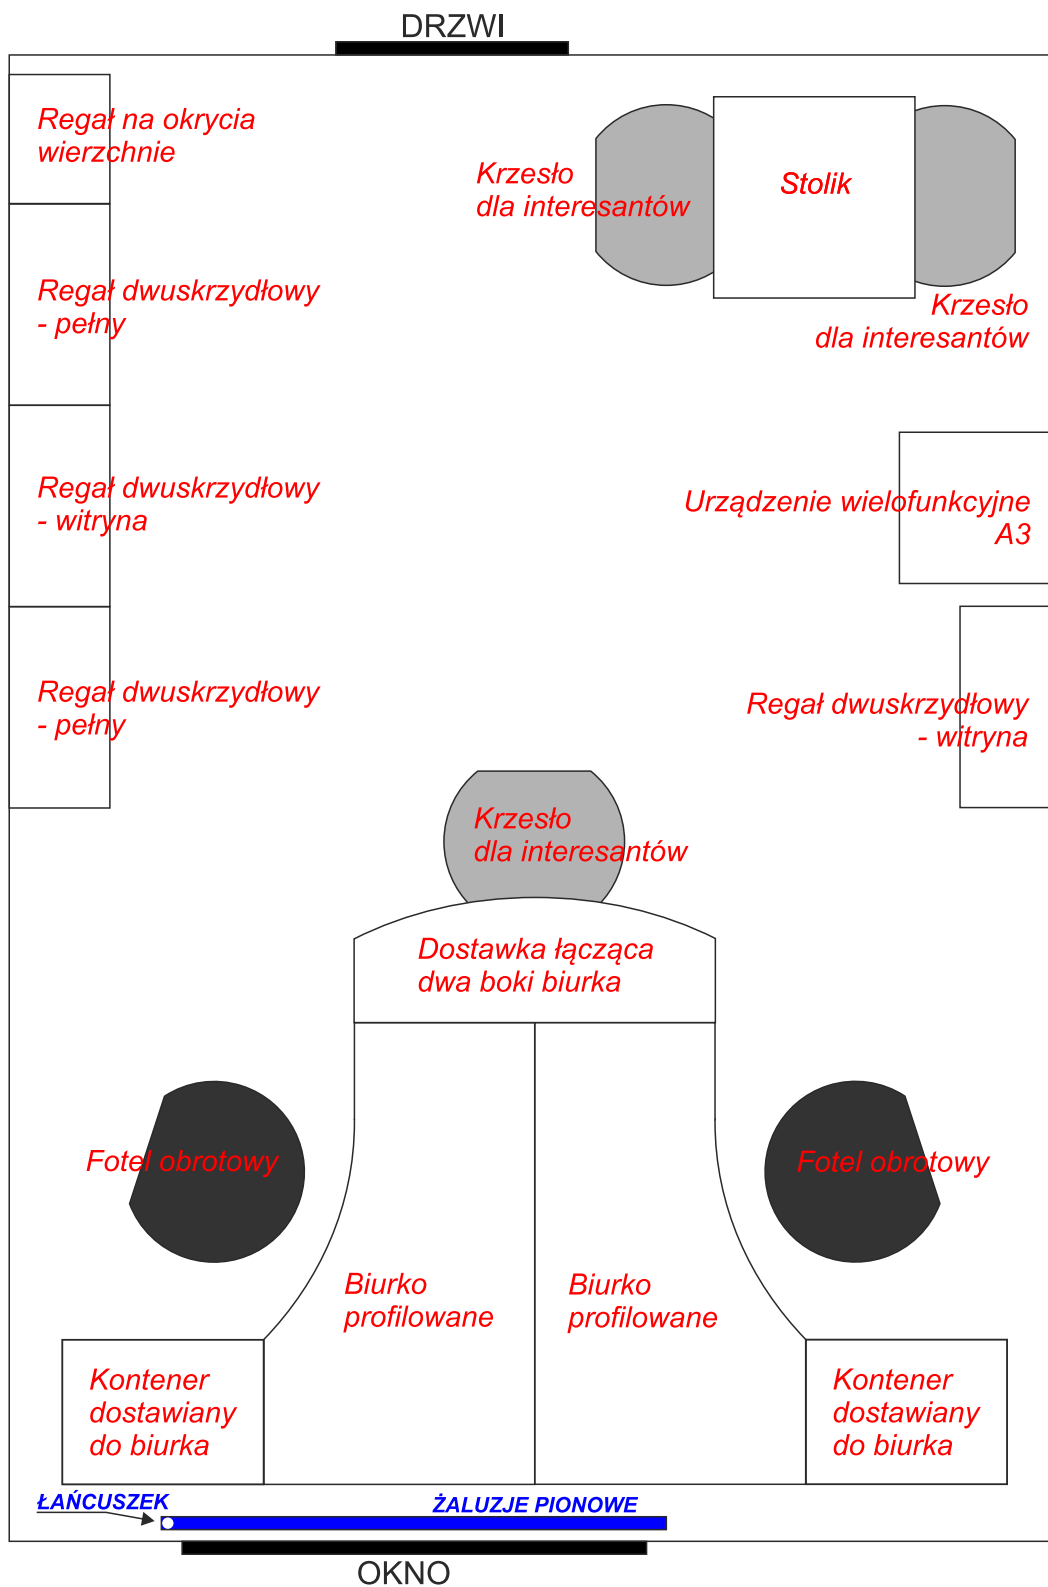 DRZWI
Regał na okrycia
wierzchnie
Krzesło
dla interesantów
Stolik
Regał dwuskrzydłowy
- pełny
Krzesło
dla interesantów
Regał dwuskrzydłowy
- witryna
Urządzenie wielofunkcyjne
A3
Regał dwuskrzydłowy
- pełny
Regał dwuskrzydłowy
- witryna
Krzesło
dla interesantów
Dostawka łącząca
dwa boki biurka
Fotel obrotowy
Fotel obrotowy
Biurko
profilowane
Biurko
profilowane
Kontener
dostawiany
do biurka
Kontener
dostawiany
do biurka
ŁAŃCUSZEK
ŻALUZJE PIONOWE
OKNO